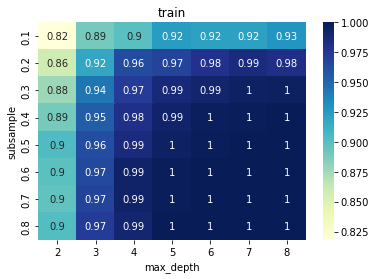 train
0.1 0.82 0.89 0.9 0.92 0.92 0.92 0.93
0.2 0.86 0.92 0.96 0.97 0.98 0.99 0.98
0.3 0.88 0.94 0.97 0.99 0.99 1 1
0.4 0.89 0.95 0.98 0.99 1 1 1
0.5 0.9 0.96 0.99 1 1 1 1
0.6 0.9 0.97 0.99 1 1 1 1
0.7 0.9 0.97 0.99 1 1 1 1
0.8 0.9 0.97 0.99 1 1 1 1
2 3 4 5 6 7 8
max_depth
subsample
1.000
0.975
0.950
0.925
0.900
0.875
0.850
0.825